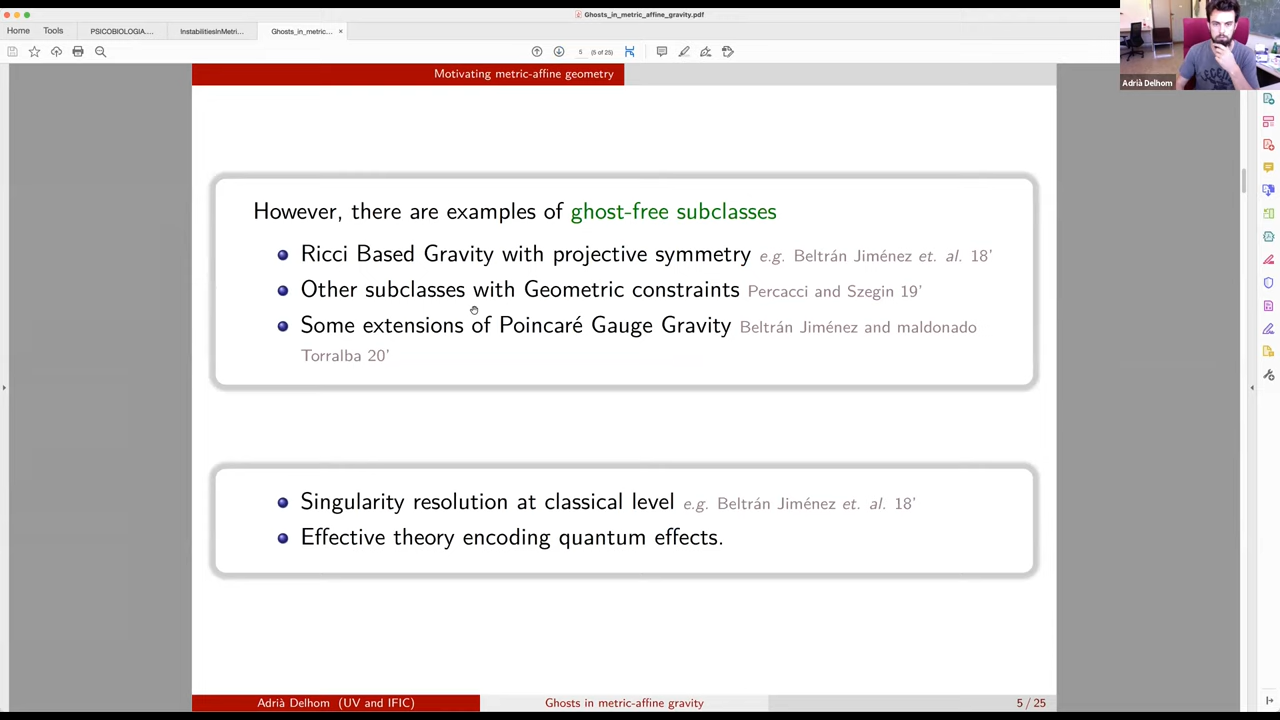 Ghosts_in_metric_affine_gravity.pdf
Home Tools PSICOBIOLOGIA.... InstabilitiesInMetri... Ghosts_in_metric... ×
5 (5 of 25)
Adrià Delhom
Motivating metric-affine geometry
However, there are examples of ghost-free subclasses
Ricci Based Gravity with projective symmetry e.g. Beltrán Jiménez et. al. 18'
Other subclasses with Geometric constraints Percacci and Szegin 19'
Some extensions of Poincaré Gauge Gravity Beltrán Jiménez and maldonado
Torralba 20'
Singularity resolution at classical level e.g. Beltrán Jiménez et. al. 18'
Effective theory encoding quantum effects.
Adrià Delhom (UV and IFIC) Ghosts in metric-affine gravity 5 / 25